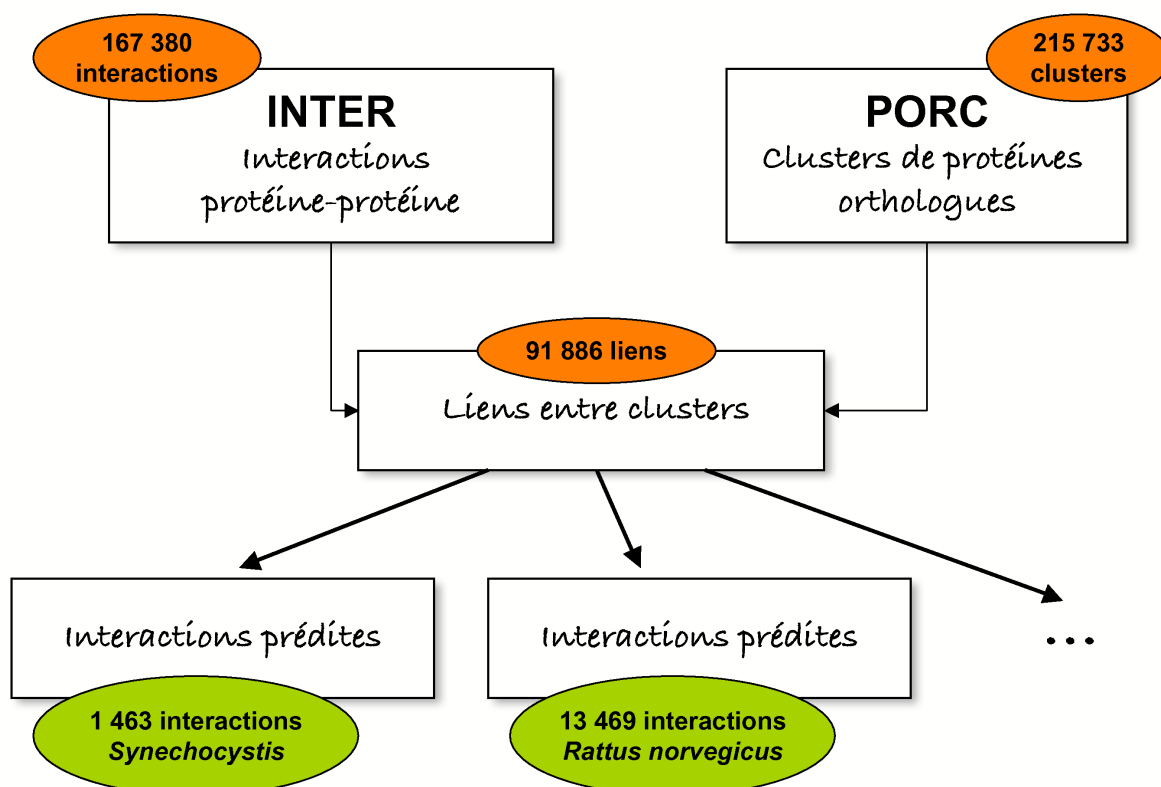 167 380
interactions
INTER
Interactions
protéine-protéine
215 733
clusters
PORC
Clusters de protéines
orthologues
91 886 liens
Liens entre clusters
Interactions prédites
1 463 interactions
Synechocystis
Interactions prédites
13 469 interactions
Rattus norvegicus
...